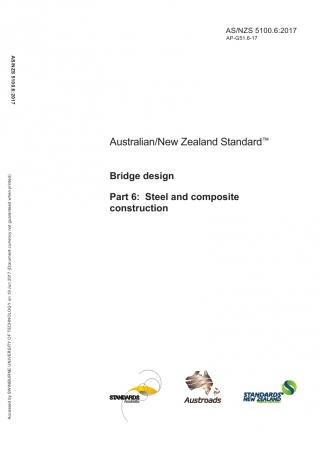 AS/NZS 5100.6:2017
AP-G51.6-17
AS/NZS 5100.6:2017
Australian/New Zealand Standard™
Bridge design
Part 6: Steel and composite
construction
Accessed by SWINBURNE UNIVERSITY OF TECHNOLOGY on 19 Jun 2017 (Document currency not guaranteed when printed)
STANDARDS
Australia
Austroads
STANDARDS
NEW ZEALAND